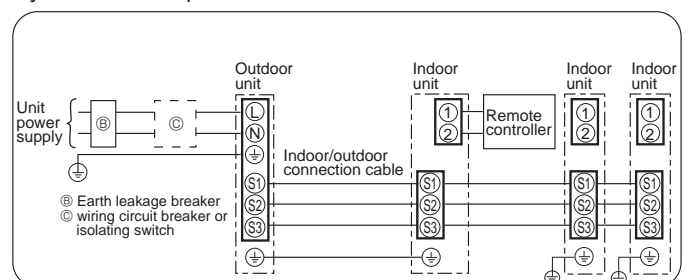 Outdoor
unit
Indoor
unit
Indoor
unit
Indoor
unit
Unit
power
supply
Ⓑ
Ⓒ
L
N
1
2
Remote
controller
1
2
1
2
Indoor/outdoor
connection cable
S1
S2
S3
S1
S2
S3
S1
S2
S3
S1
S2
S3
Ⓑ Earth leakage breaker
Ⓒ wiring circuit breaker or
isolating switch